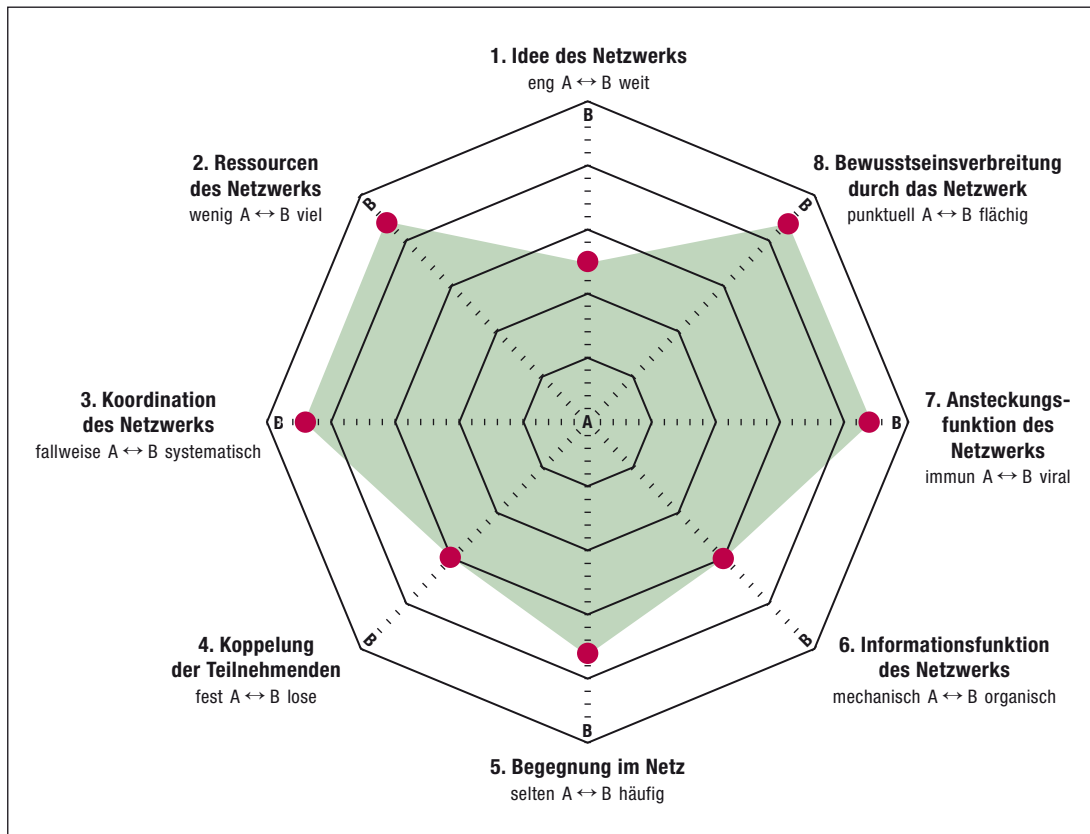 1. Idee des Netzwerks
eng A ↔ B weit
B
2. Ressourcen
des Netzwerks
wenig A ↔ B viel
B
8. Bewusstseinsverbreitung
durch das Netzwerk
punktuell A ↔ B flächig
B
3. Koordination
des Netzwerks
fallweise A ↔ B systematisch
B
A
B
7. Ansteckungs-
funktion des
Netzwerks
immun A ↔ B viral
4. Koppelung
der Teilnehmenden
fest A ↔ B lose
B
6. Informationsfunktion
des Netzwerks
mechanisch A ↔ B organisch
B
B
5. Begegnung im Netz
selten A ↔ B häufig